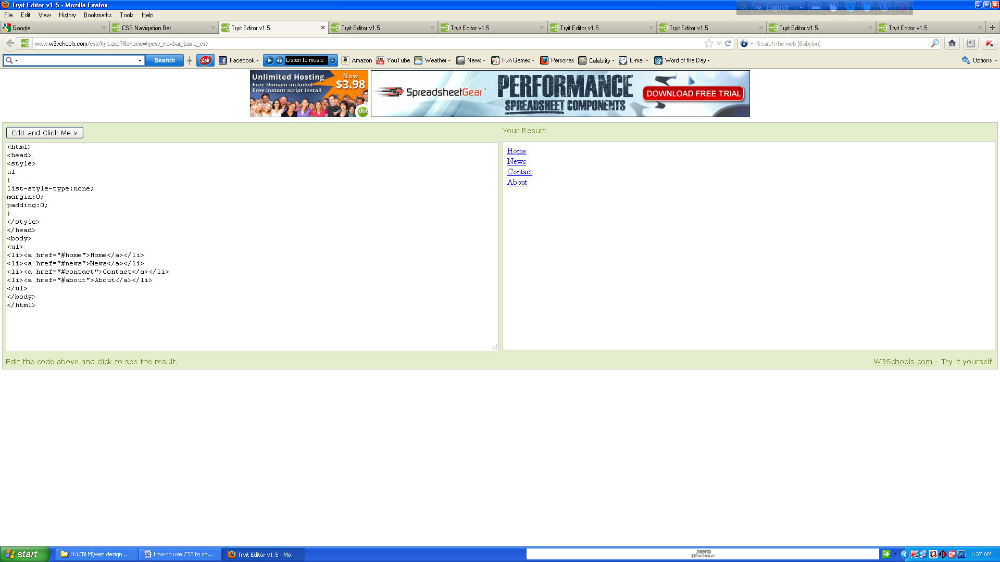 Tryit Editor v1.5 - Mozilla Firefox
English
File Edit View History Bookmarks Tools Help
Google CSS Navigation Bar Tryit Editor v1.5 Tryit Editor v1.5 Tryit Editor v1.5 Tryit Editor v1.5 Tryit Editor v1.5 Tryit Editor v1.5 Tryit Editor v1.5
www.w3schools.com/css/tryit.asp?filename=trycss_navbar_basic_css Search the web (Babylon)
Search Ask Facebook Listen to music Amazon YouTube Weather News Fun Games Personas Celebrity E-mail Word of the Day Options
Unlimited Hosting
Free Domain included
Free instant script install
Now
$3.98
dot
SpreadsheetGear
PERFORMANCE
SPREADSHEET COMPONENTS
DOWNLOAD FREE TRIAL
Edit and Click Me »
<html>
<head>
<style>
ul
{
list-style-type:none;
margin:0;
padding:0;
}
</style>
</head>
<body>
<ul>
<li><a href="#home">Home</a></li>
<li><a href="#news">News</a></li>
<li><a href="#contact">Contact</a></li>
<li><a href="#about">About</a></li>
</ul>
</body>
</html>
Edit the code above and click to see the result.
Your Result:
Home
News
Contact
About
W3Schools.com - Try it yourself
start H:\CBLM\web design ... How to use CSS to co... Tryit Editor v1.5 - Mo... nero SEARCH 1:37 AM